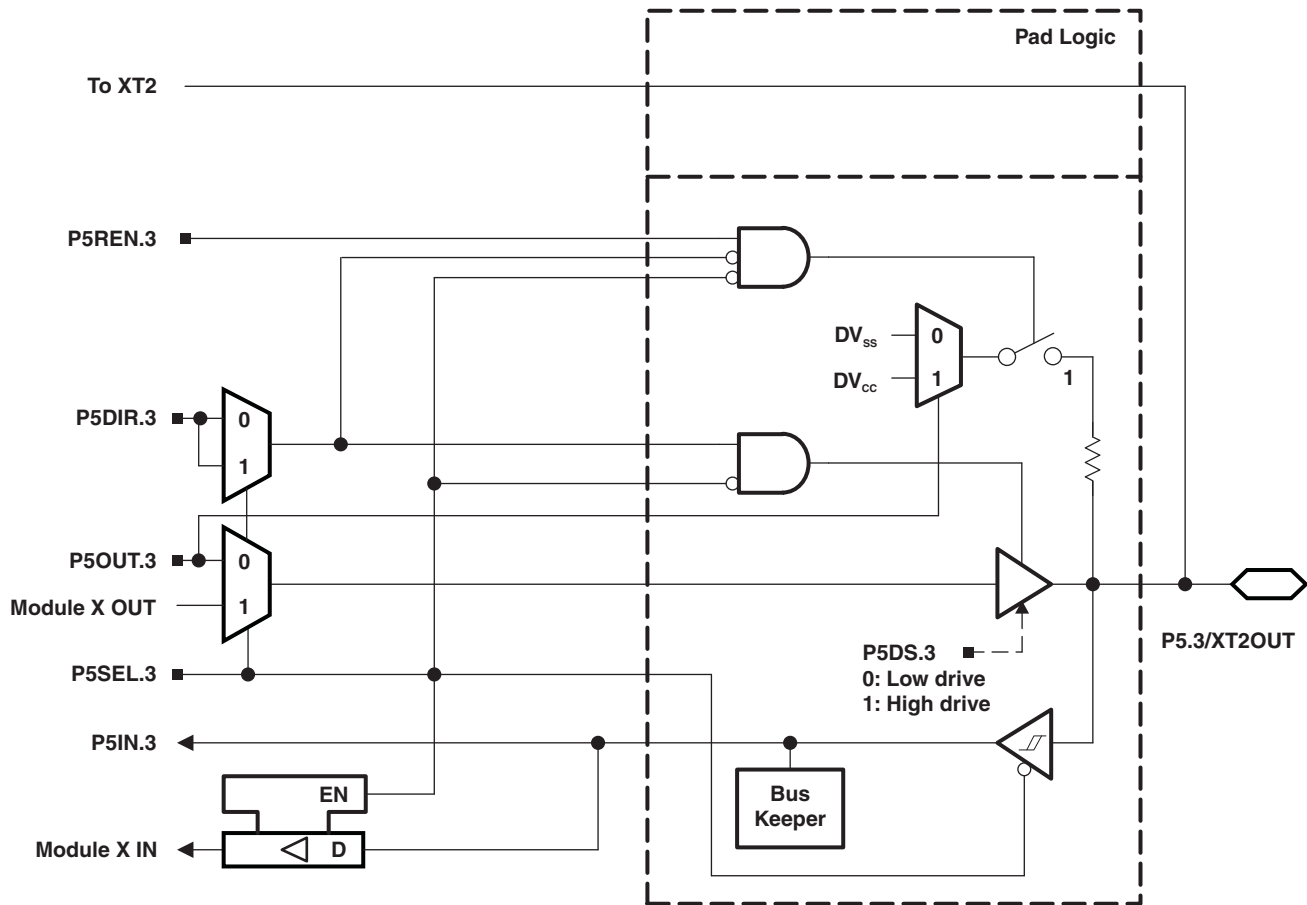 Pad Logic
To XT2
P5REN.3
DVSS
0
DVCC
1
1
P5DIR.3
0
1
P5OUT.3
0
Module X OUT
1
P5SEL.3
P5DS.3
0: Low drive
1: High drive
P5.3/XT2OUT
P5IN.3
EN
Bus
Keeper
Module X IN
D